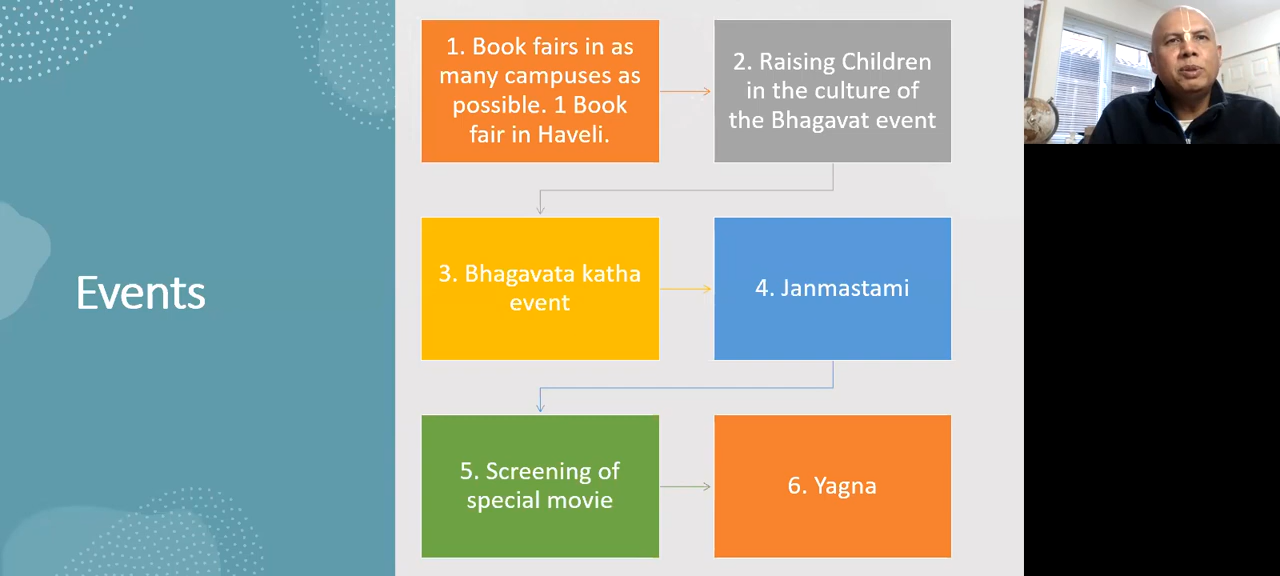 Events
1. Book fairs in as
many campuses as
possible. 1 Book
fair in Haveli.
2. Raising Children
in the culture of
the Bhagavat event
3. Bhagavata katha
event
4. Janmastami
5. Screening of
special movie
6. Yagna